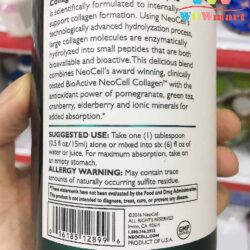 WowMart
is scientifically formulated to internally
support collagen formation. Using NeoCell's
technologically advanced hydrolyzation process,
large collagen molecules are enzymatically
hydrolyzed into small peptides that are both
absorbable and bioactive. This delicious blend
combines NeoCell's award winning, clinically
tested BioActive NeoCell Collagen™ with the
antioxidant power of pomegranate, green tea,
cranberry, elderberry and ionic minerals for
added absorption.
SUGGESTED USE: Take one (1) tablespoon
(0.5 fl oz/15ml) alone or mixed into six (6) fl oz
of water or juice. For maximum absorption, take on
an empty stomach.
ALLERGY WARNING: May contain trace
amounts of naturally occurring sulfite residue.
These statements have not been evaluated by the Food and Drug Administration.
This product is not intended to diagnose, treat, cure, or prevent any disease.
©2016 NeoCell
Irvine, CA 92614
NEOCELL.COM
GMP
6 16185 12899 6